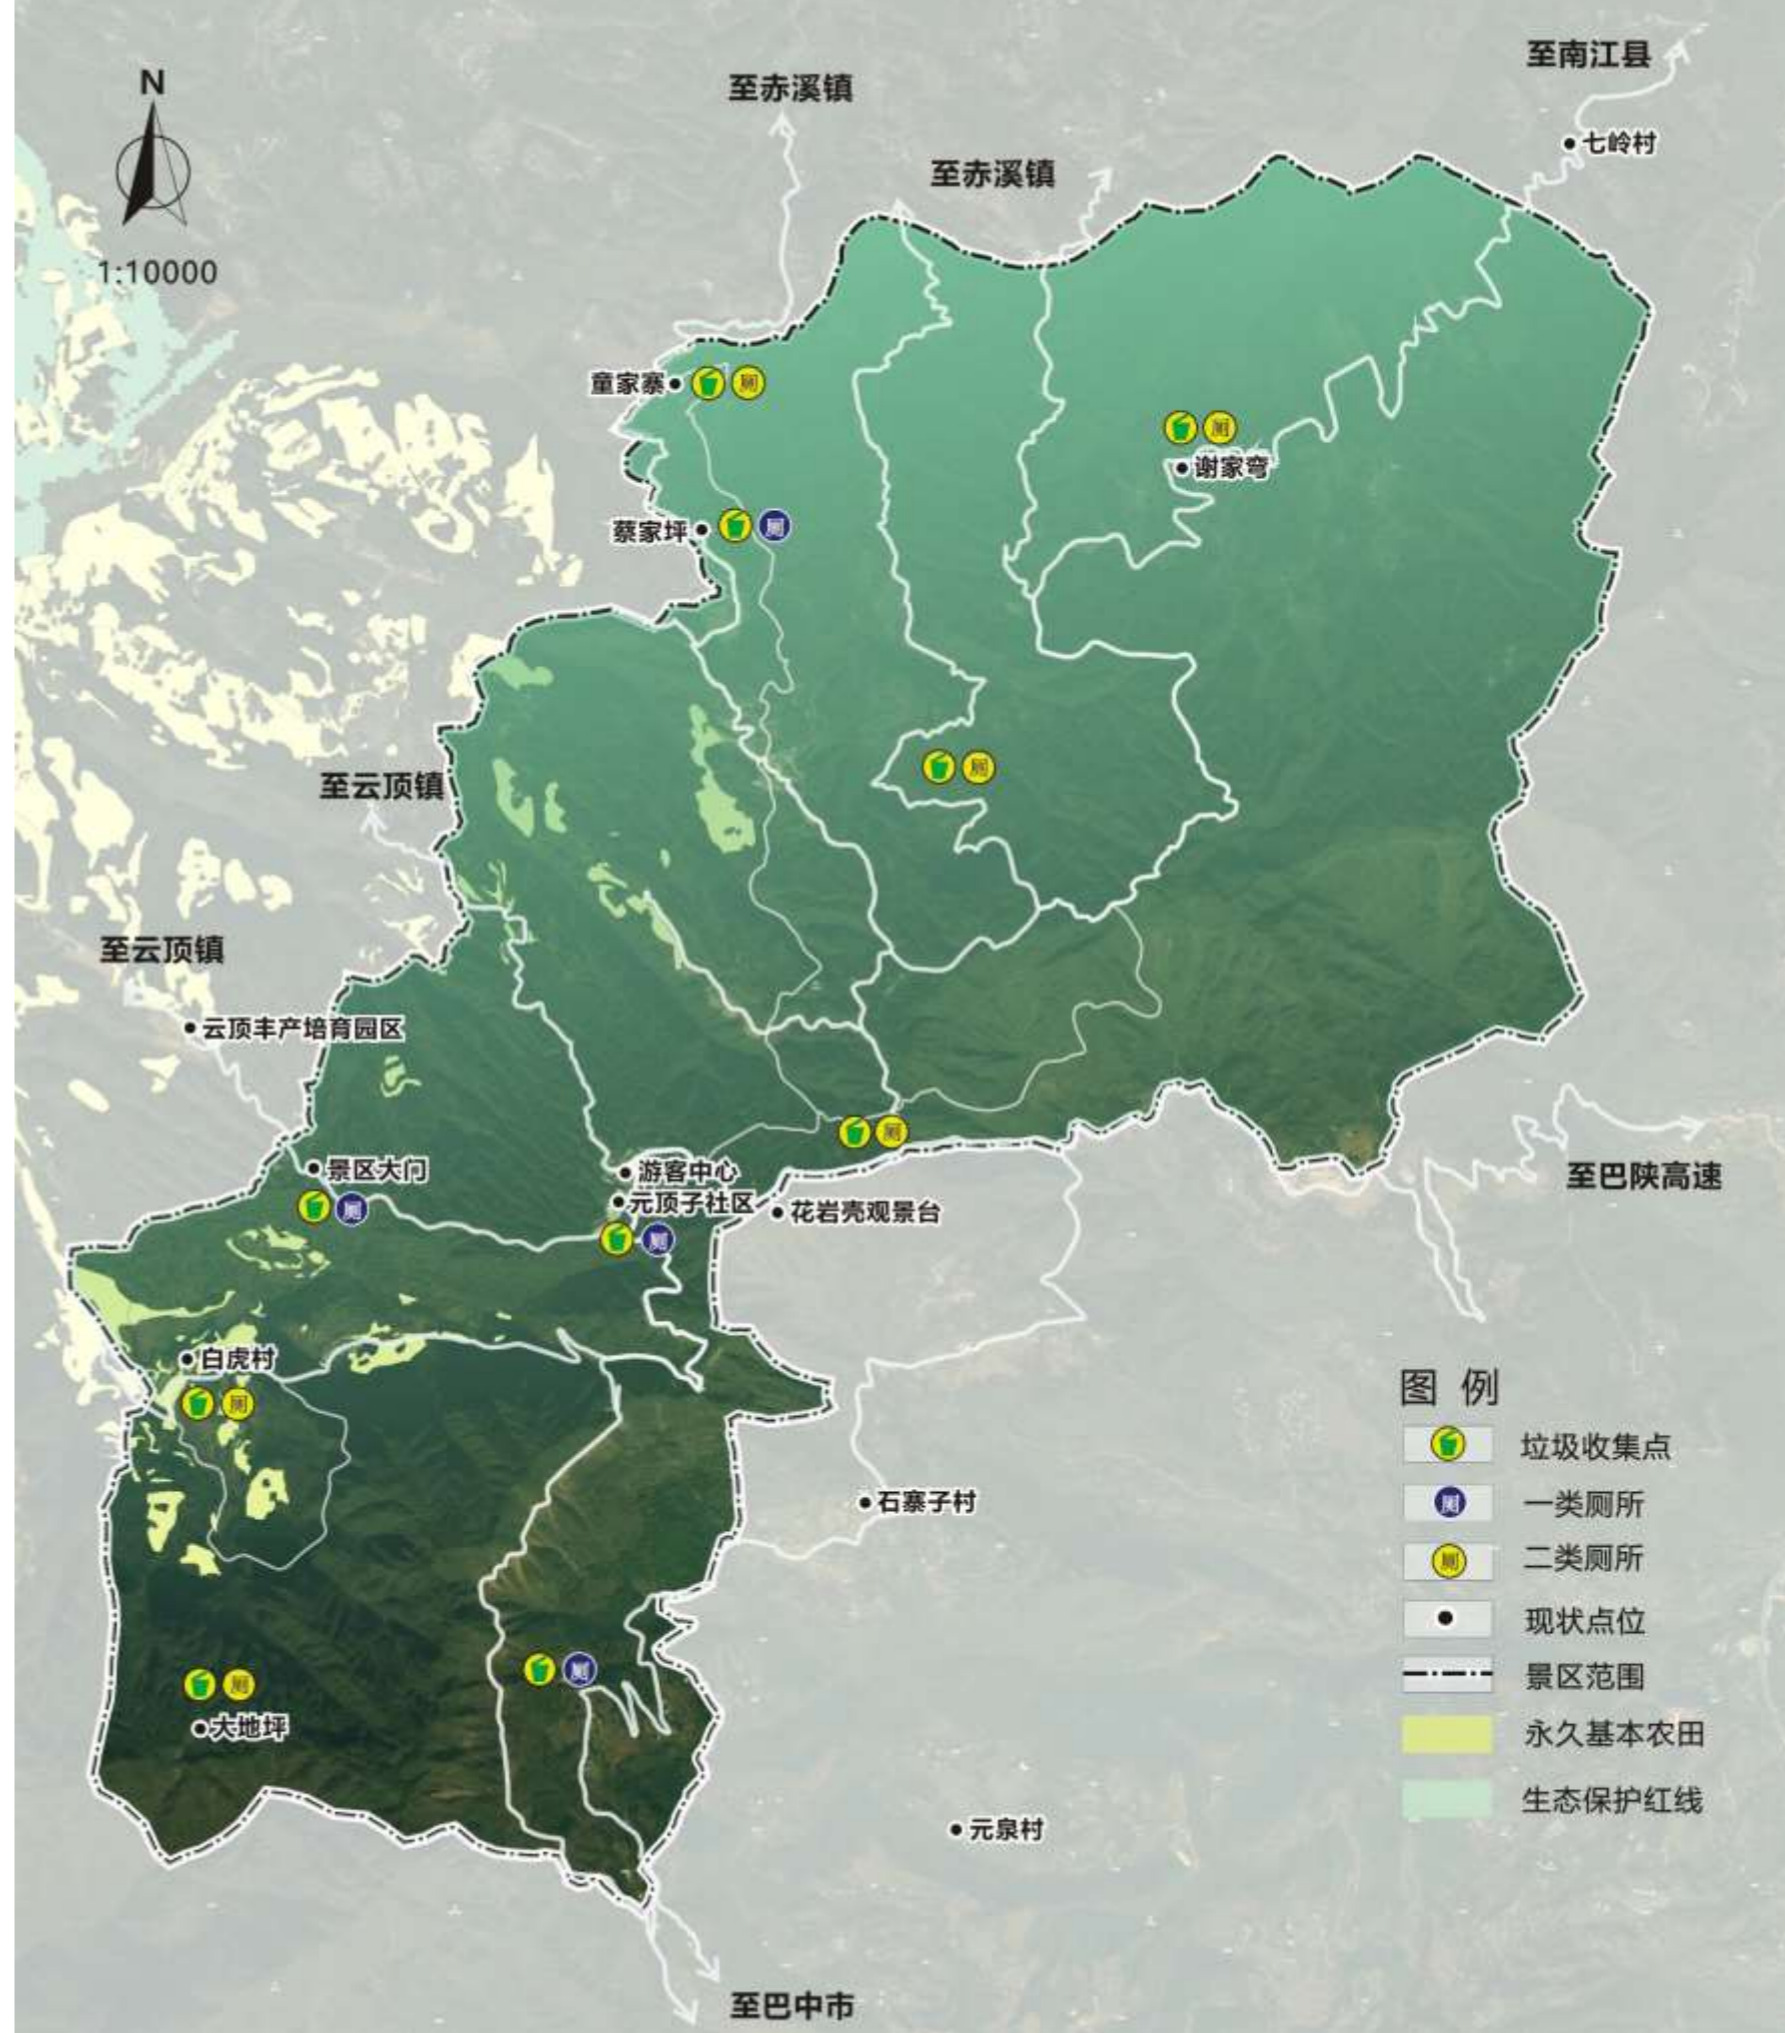 至南江县
N
至赤溪镇
七岭村
至赤溪镇
1:10000
童家寨
厕
厕
谢家弯
蔡家坪
厕
厕
至云顶镇
至云顶镇
云顶丰产培育园区
厕
景区大门
游客中心
元顶子社区
花岩壳观景台
至巴陕高速
厕
厕
白虎村
厕
图 例
垃圾收集点
石寨子村
厕
一类厕所
厕
二类厕所
现状点位
厕
厕
景区范围
大地坪
永久基本农田
生态保护红线
元泉村
至巴中市